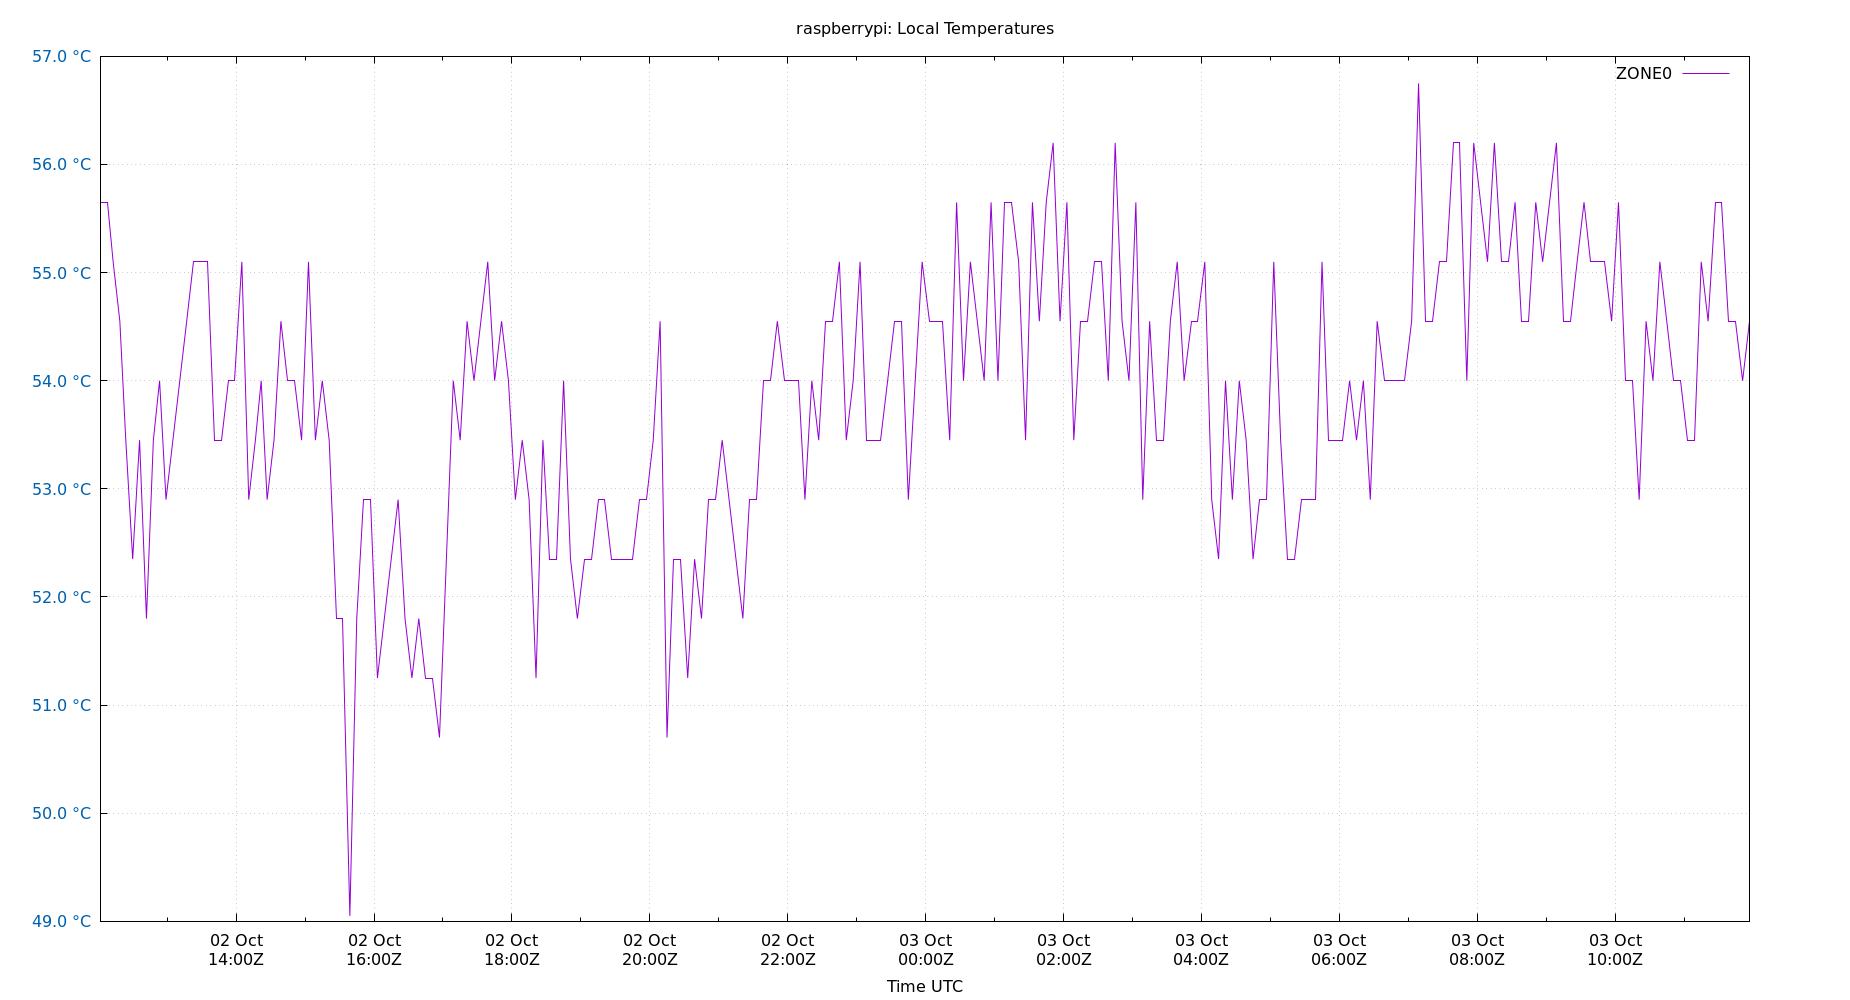 raspberrypi: Local Temperatures
57.0 °C
56.0 °C
55.0 °C
54.0 °C
53.0 °C
52.0 °C
51.0 °C
50.0 °C
49.0 °C
ZONE0
02 Oct
14:00Z
02 Oct
16:00Z
02 Oct
18:00Z
02 Oct
20:00Z
02 Oct
22:00Z
03 Oct
00:00Z
03 Oct
02:00Z
03 Oct
04:00Z
03 Oct
06:00Z
03 Oct
08:00Z
03 Oct
10:00Z
Time UTC